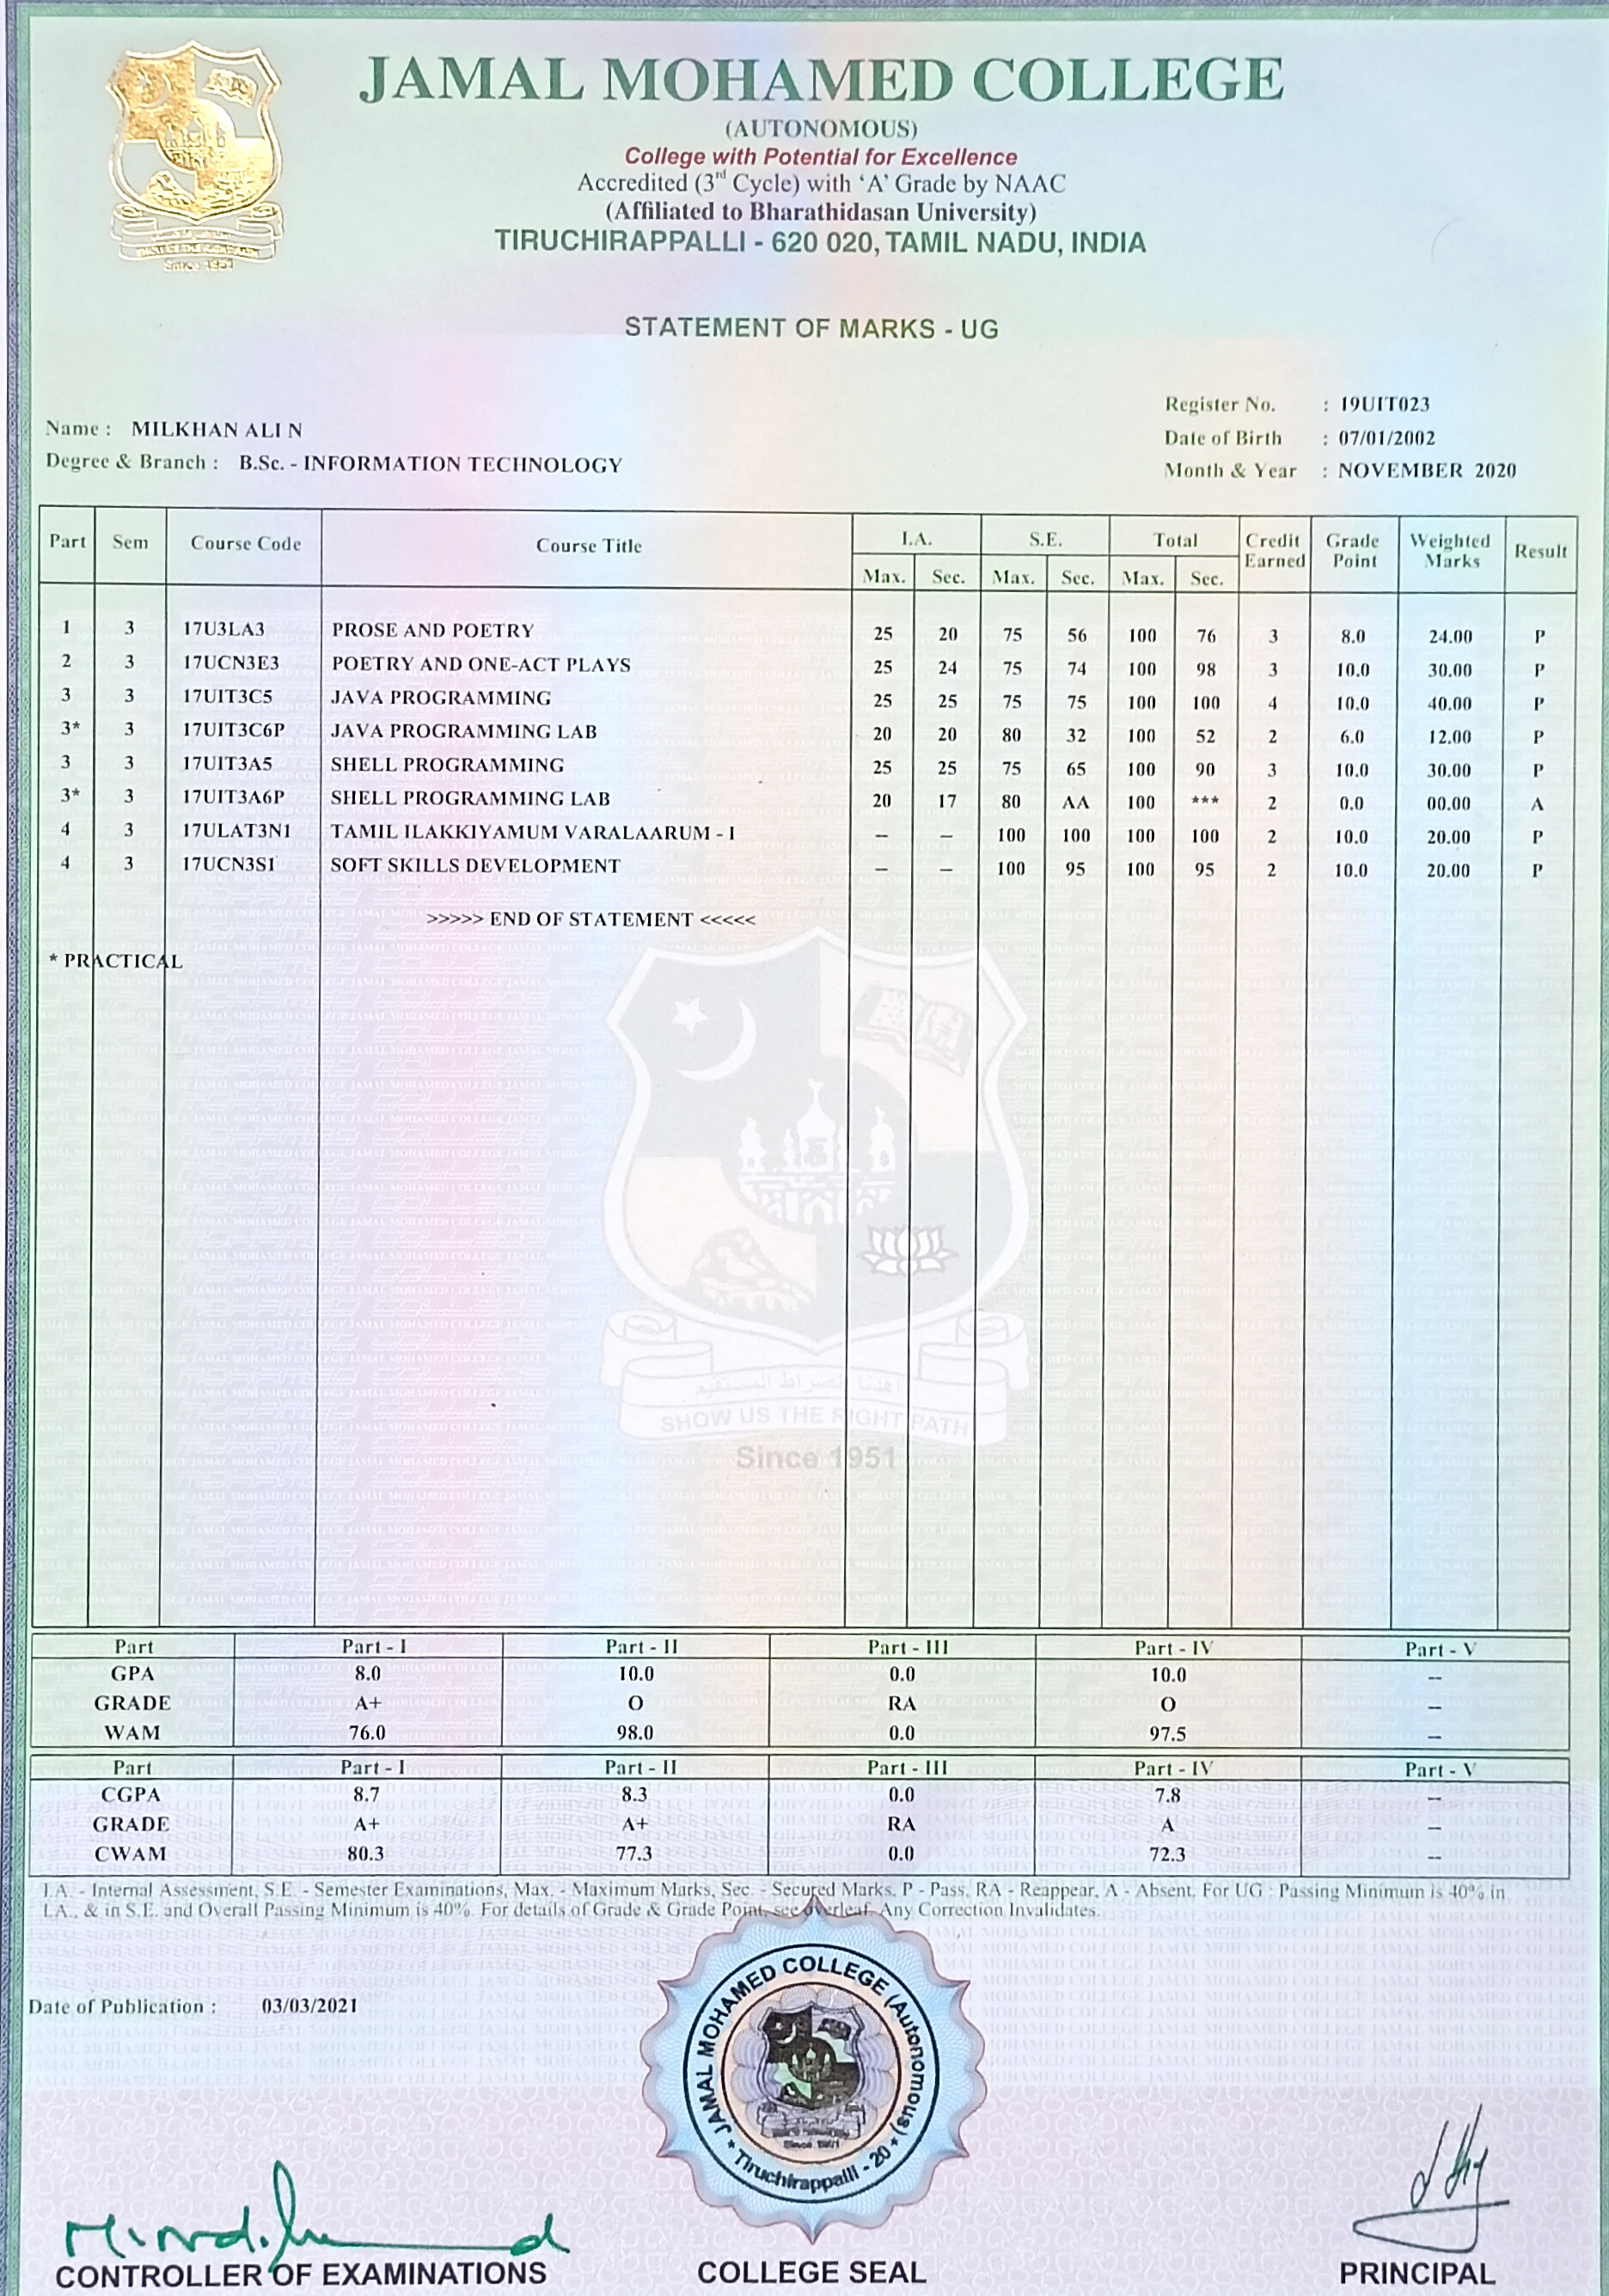 JAMAL MOHAMED COLLEGE
(AUTONOMOUS)
College with Potential for Excellence
Accredited (3rd Cycle) with ‘A’ Grade by NAAC
(Affiliated to Bharathidasan University)
TIRUCHIRAPPALLI - 620 020, TAMIL NADU, INDIA
Since 1951
STATEMENT OF MARKS - UG
Register No. : 19UIT023
Name : MILKHAN ALI N
Date of Birth : 07/01/2002
Degree & Branch : B.Sc. - INFORMATION TECHNOLOGY
Month & Year : NOVEMBER 2020
Part Sem Course Code Course Title I.A. S.E. Total Credit Earned Grade Point Weighted Marks Result
Max. Sec. Max. Sec. Max. Sec.
1 3 17U3LA3 PROSE AND POETRY 25 20 75 56 100 76 3 8.0 24.00 P
2 3 17UCN3E3 POETRY AND ONE-ACT PLAYS 25 24 75 74 100 98 3 10.0 30.00 P
3 3 17UIT3C5 JAVA PROGRAMMING 25 25 75 75 100 100 4 10.0 40.00 P
3* 3 17UIT3C6P JAVA PROGRAMMING LAB 20 20 80 32 100 52 2 6.0 12.00 P
3 3 17UIT3A5 SHELL PROGRAMMING 25 25 75 65 100 90 3 10.0 30.00 P
3* 3 17UIT3A6P SHELL PROGRAMMING LAB 20 17 80 AA 100 *** 2 0.0 00.00 A
4 3 17ULAT3N1 TAMIL ILAKKIYAMUM VARALAARUM - I -- -- 100 100 100 100 2 10.0 20.00 P
4 3 17UCN3S1 SOFT SKILLS DEVELOPMENT -- -- 100 95 100 95 2 10.0 20.00 P
>>>>> END OF STATEMENT <<<<<
* PRACTICAL
اهدنا الصراط المستقيم
SHOW US THE RIGHT PATH
Since 1951
Part Part - I Part - II Part - III Part - IV Part - V
GPA 8.0 10.0 0.0 10.0 --
GRADE A+ O RA O --
WAM 76.0 98.0 0.0 97.5 --
Part Part - I Part - II Part - III Part - IV Part - V
CGPA 8.7 8.3 0.0 7.8 --
GRADE A+ A+ RA A --
CWAM 80.3 77.3 0.0 72.3 --
I.A. - Internal Assessment, S.E. - Semester Examinations, Max. - Maximum Marks, Sec. - Secured Marks, P - Pass, RA - Reappear, A - Absent, For UG : Passing Minimum is 40% in
I.A., & in S.E. and Overall Passing Minimum is 40%. For details of Grade & Grade Point, see overleaf. Any Correction Invalidates.
Date of Publication : 03/03/2021
* JAMAL MOHAMED COLLEGE (Autonomous) * Tiruchirappalli - 20
Since 1951
CONTROLLER OF EXAMINATIONS COLLEGE SEAL PRINCIPAL